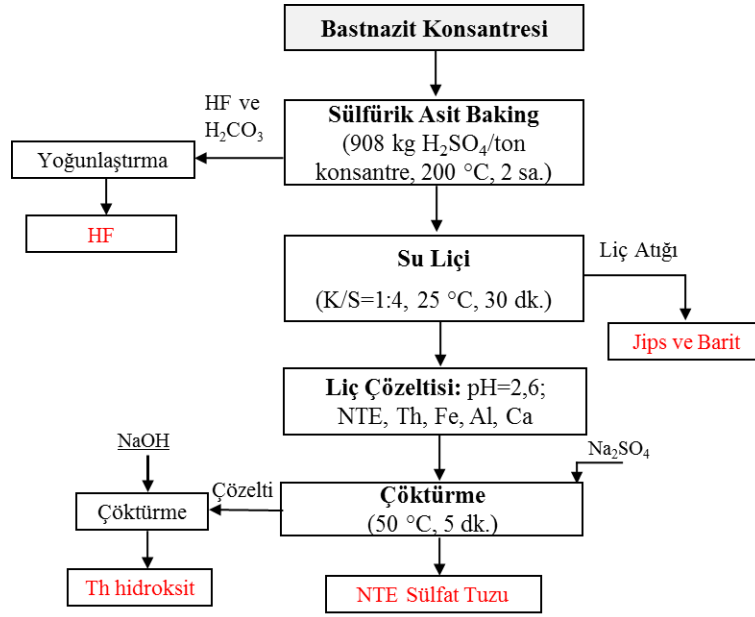 Bastnazit Konsantresi
HF ve
H₂CO₃
Sülfürik Asit Baking
(908 kg H₂SO₄/ton
konsantre, 200 °C, 2 sa.)
Yoğunlaştırma
HF
Su Liçi
(K/S=1:4, 25 °C, 30 dk.)
Liç Atığı
Jips ve Barit
Liç Çözeltisi: pH=2,6;
NTE, Th, Fe, Al, Ca
NaOH
Na₂SO₄
Çöktürme
Çözelti
Çöktürme
(50 °C, 5 dk.)
Th hidroksit
NTE Sülfat Tuzu